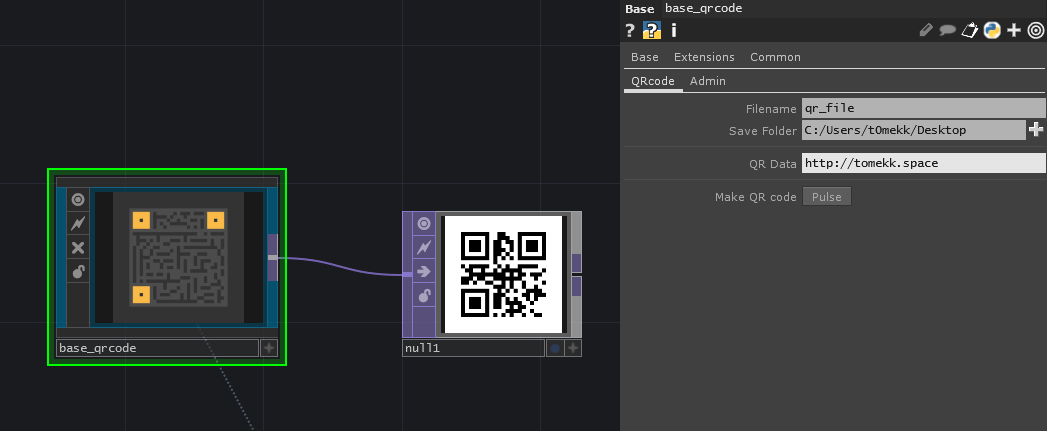 Base base_qrcode
? ? i
Base Extensions Common
QRcode Admin
Filename qr_file
Save Folder C:/Users/t0mekk/Desktop
QR Data http://tomekk.space
Make QR code Pulse
base_qrcode
null1